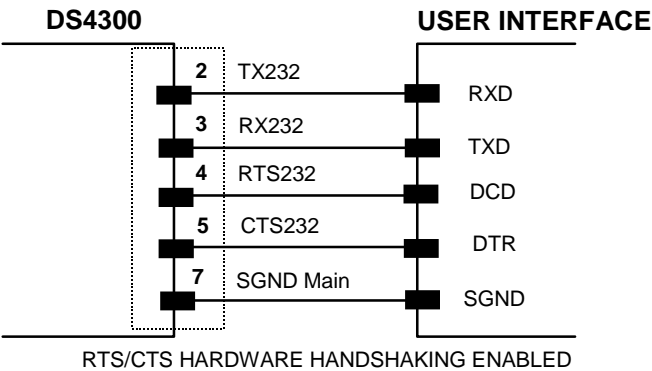 DS4300 USER INTERFACE
2 TX232 RXD
3 RX232 TXD
4 RTS232 DCD
5 CTS232 DTR
7 SGND Main SGND
RTS/CTS HARDWARE HANDSHAKING ENABLED